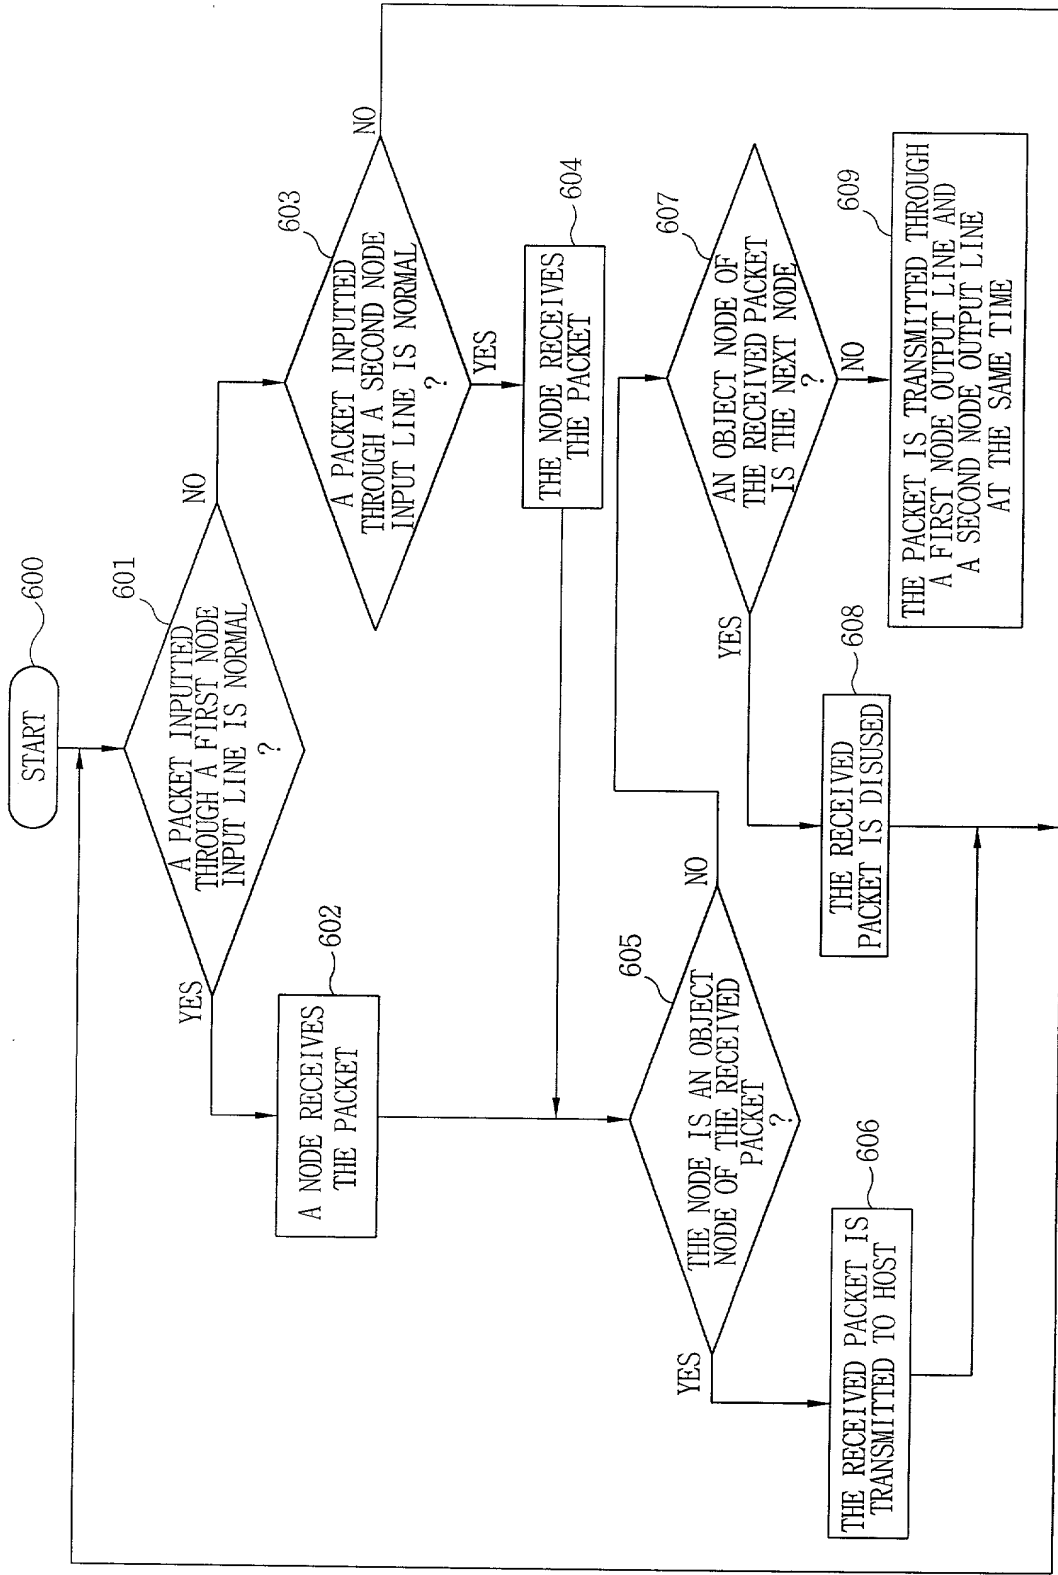 START
600
A PACKET INPUTTED
THROUGH A FIRST NODE
INPUT LINE IS NORMAL
?
601
YES
NO
A NODE RECEIVES
THE PACKET
602
A PACKET INPUTTED
THROUGH A SECOND NODE
INPUT LINE IS NORMAL
?
603
NO
YES
THE NODE RECEIVES
THE PACKET
604
THE NODE IS AN OBJECT
NODE OF THE RECEIVED
PACKET
?
605
YES
NO
THE RECEIVED PACKET IS
TRANSMITTED TO HOST
606
AN OBJECT NODE OF
THE RECEIVED PACKET
IS THE NEXT NODE
?
607
YES
NO
THE RECEIVED
PACKET IS DISUSED
608
THE PACKET IS TRANSMITTED THROUGH
A FIRST NODE OUTPUT LINE AND
A SECOND NODE OUTPUT LINE
AT THE SAME TIME
609